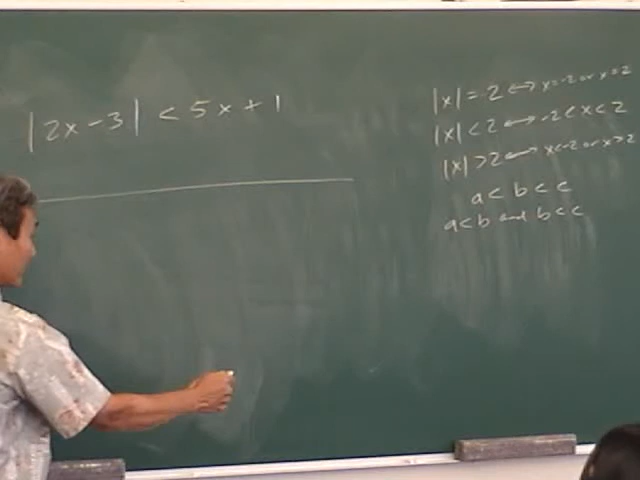 |2x-3| < 5x + 1
|x| = 2 ↔ x=-2 or x=2
|x| < 2 ↔ -2 < x < 2
|x| > 2 ↔ x<-2 or x>2
a < b < c
a<b and b<c